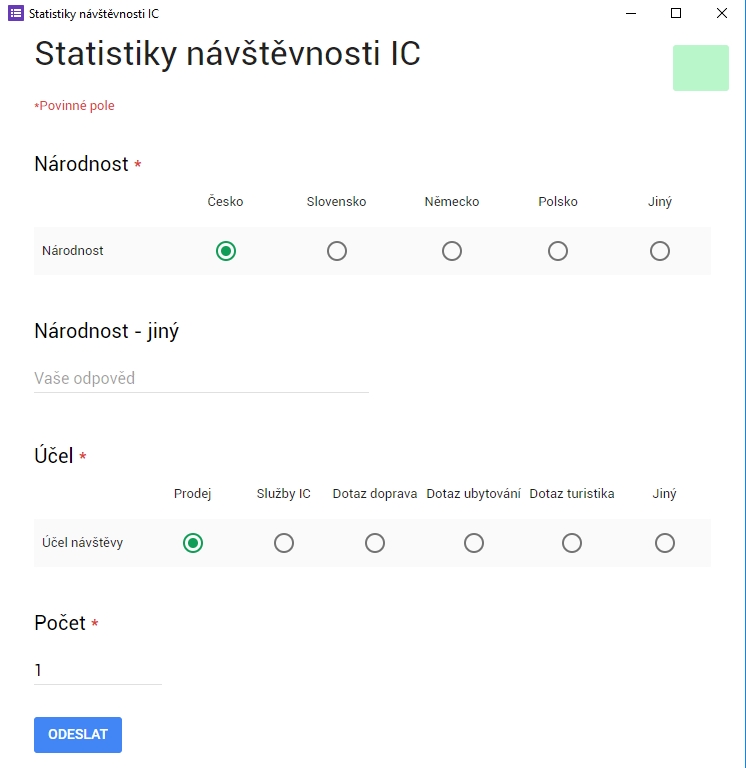 Statistiky návštěvnosti IC
Statistiky návštěvnosti IC
*Povinné pole
Národnost *
Česko Slovensko Německo Polsko Jiný
Národnost
Národnost - jiný
Vaše odpověd
Účel *
Prodej Služby IC Dotaz doprava Dotaz ubytování Dotaz turistika Jiný
Účel návštěvy
Počet *
1
ODESLAT